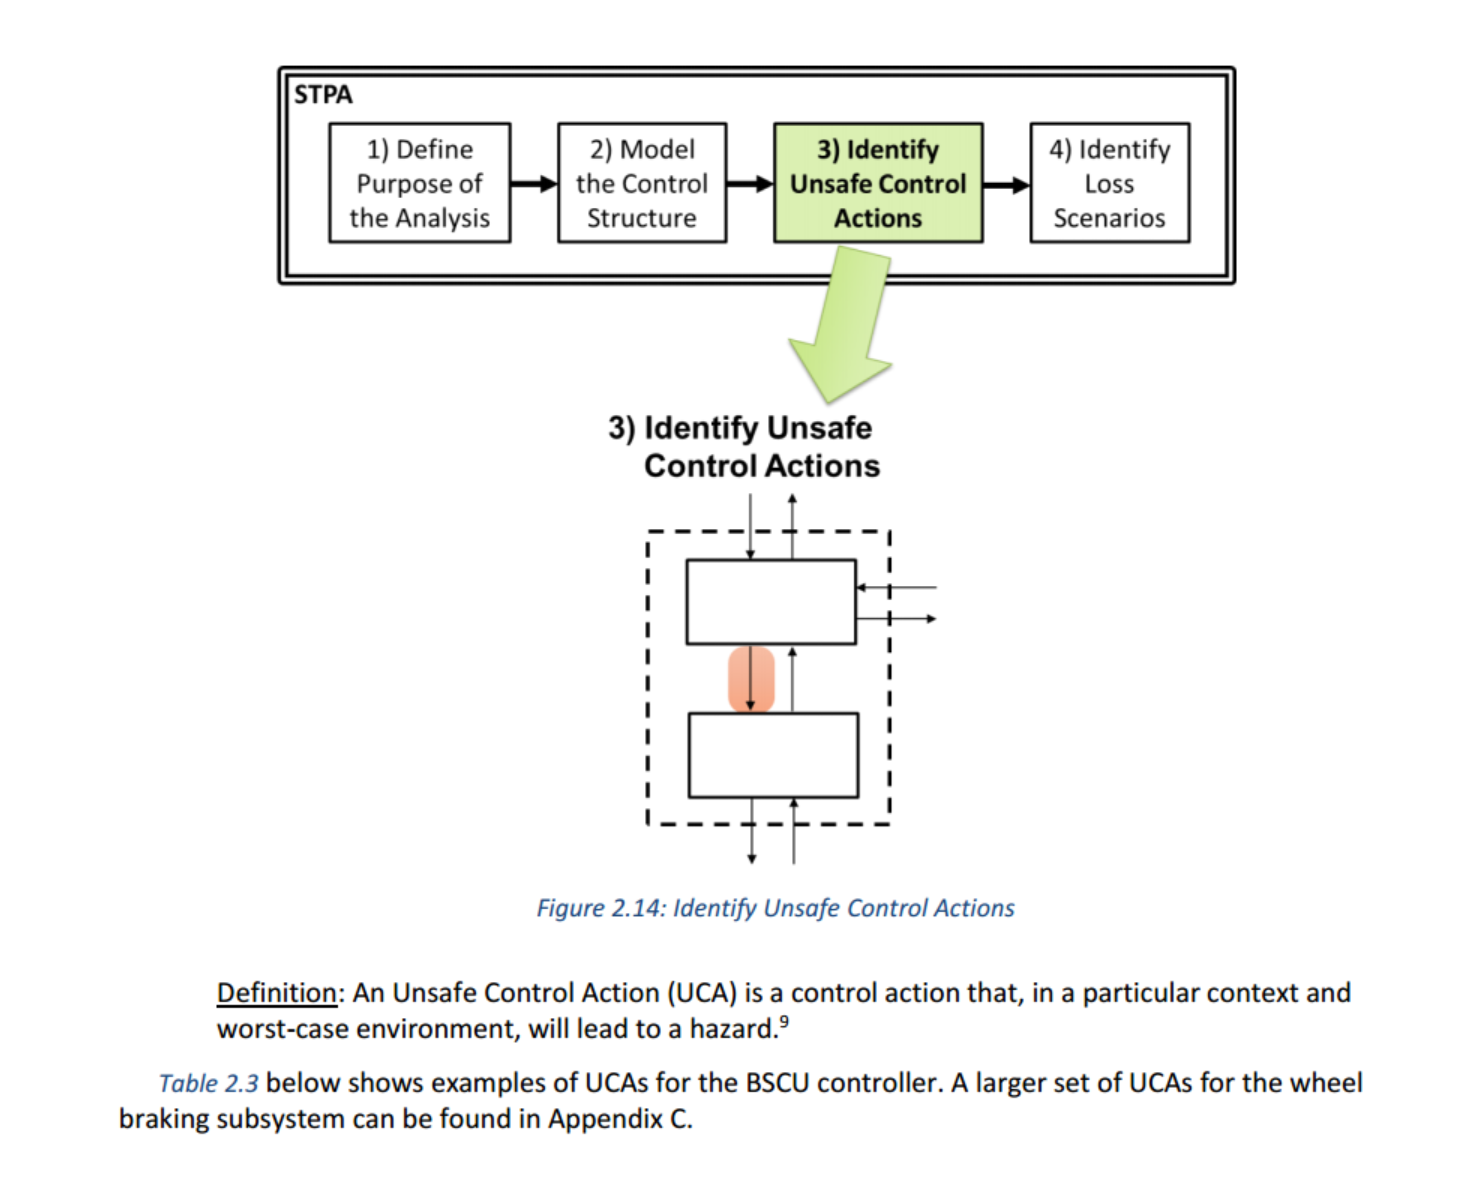 STPA
1) Define
Purpose of
the Analysis
2) Model
the Control
Structure
3) Identify
Unsafe Control
Actions
4) Identify
Loss
Scenarios
3) Identify Unsafe
Control Actions
Figure 2.14: Identify Unsafe Control Actions
Definition: An Unsafe Control Action (UCA) is a control action that, in a particular context and
worst-case environment, will lead to a hazard.⁹
Table 2.3 below shows examples of UCAs for the BSCU controller. A larger set of UCAs for the wheel
braking subsystem can be found in Appendix C.